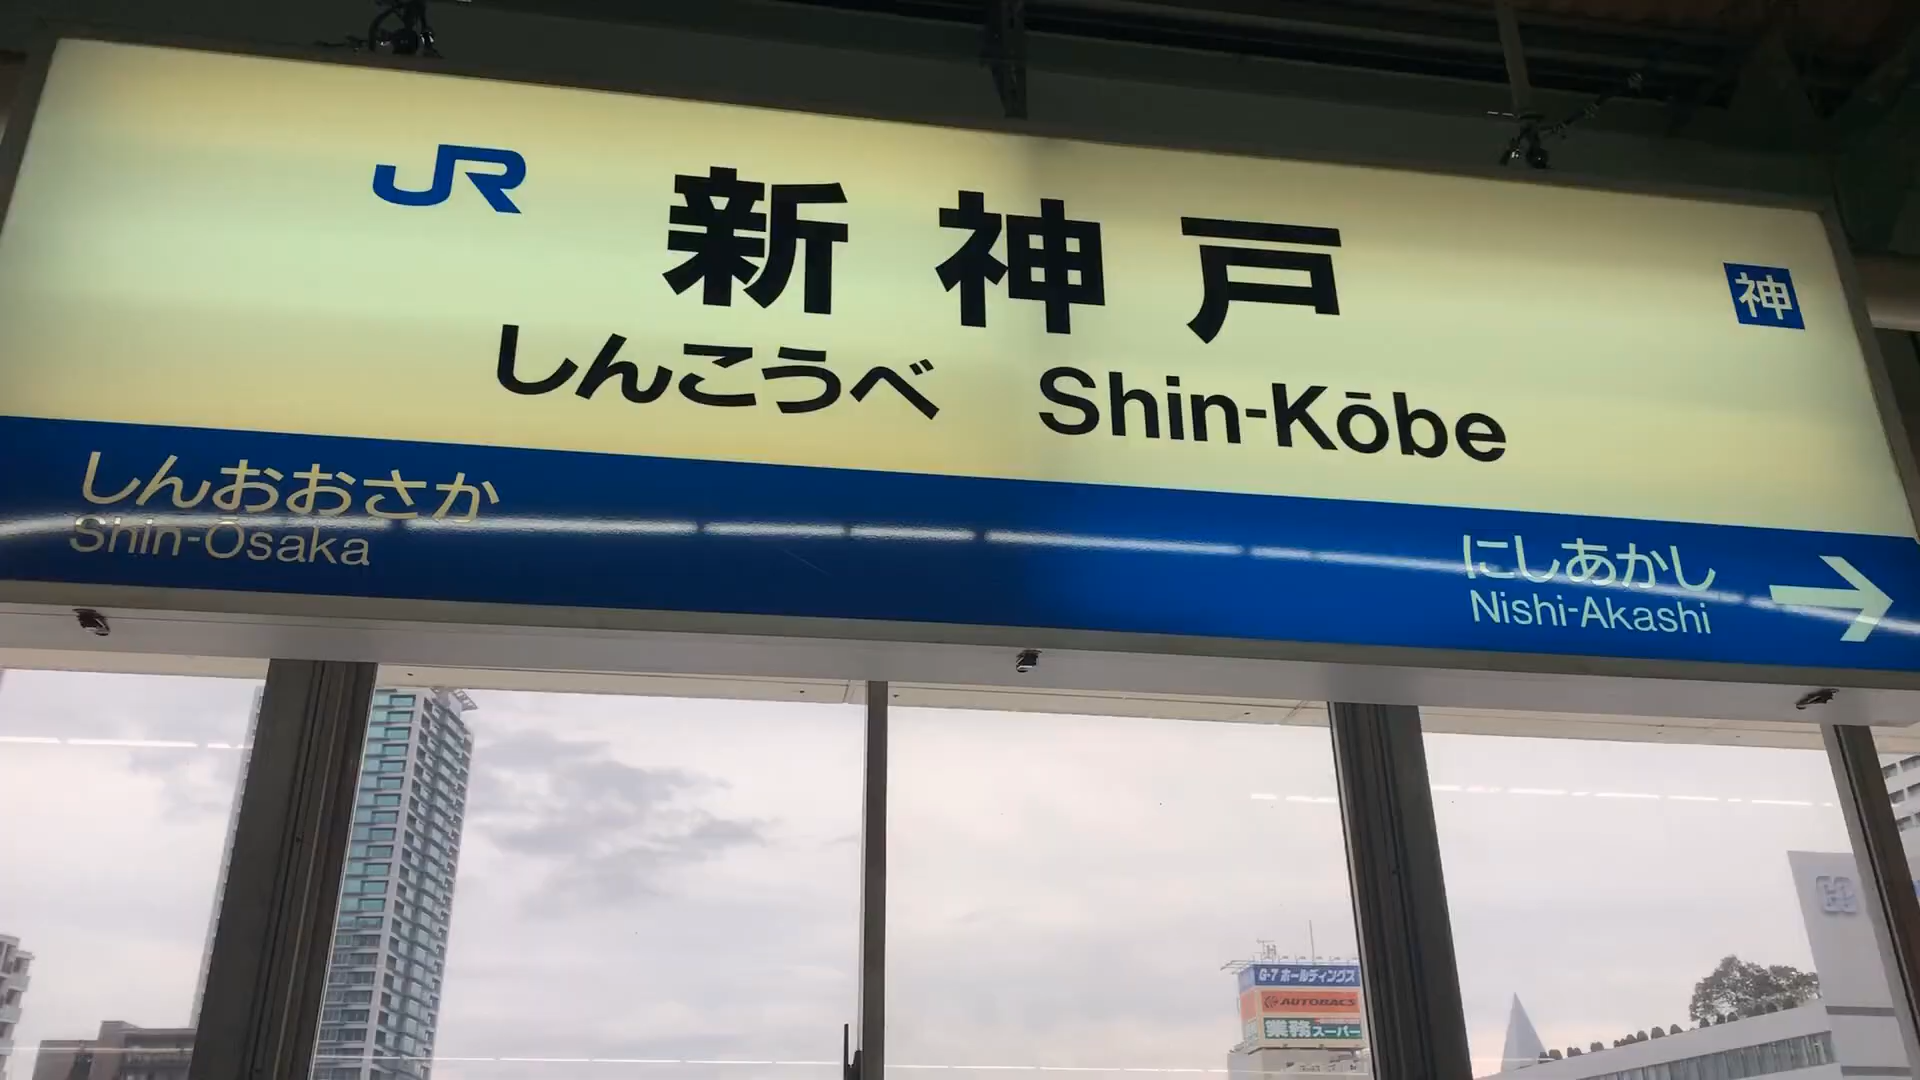 JR
新神戸
神
しんこうべ Shin-Kōbe
しんおおさか
Shin-Ōsaka
にしあかし
Nishi-Akashi
G-7 ホールディングス
AUTOBACS
業務スーパー